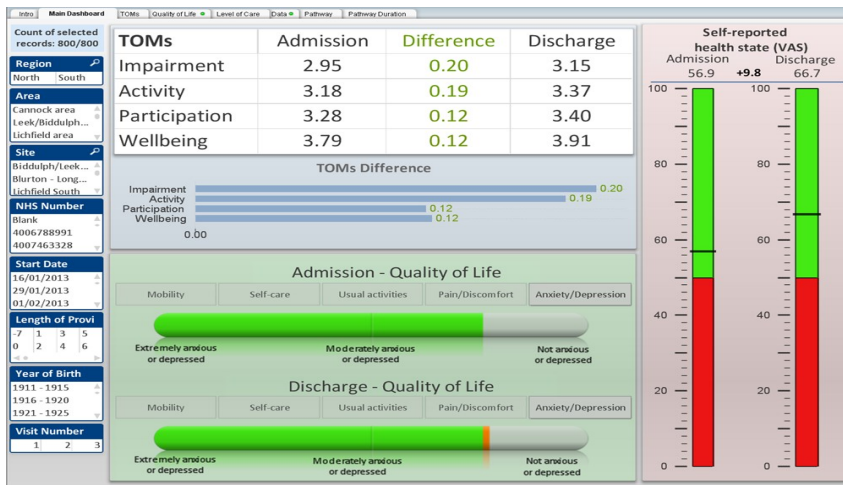 Intro Main Dashboard TOMs Quality of Life Level of Care Data Pathway Pathway Duration
Count of selected
records: 800/800
Region
North South
Area
Cannock area
Leek/Biddulph...
Lichfield area
Site
Biddulph/Leek...
Blurton - Long...
Lichfield South
NHS Number
Blank
4006788991
4007463328
Start Date
16/01/2013
29/01/2013
01/02/2013
Length of Provi
-7 1 3 5
0 2 4 6
Year of Birth
1911 - 1915
1916 - 1920
1921 - 1925
Visit Number
1 2 3
TOMs Admission Difference Discharge
Impairment 2.95 0.20 3.15
Activity 3.18 0.19 3.37
Participation 3.28 0.12 3.40
Wellbeing 3.79 0.12 3.91
TOMs Difference
Impairment 0.20
Activity 0.19
Participation 0.12
Wellbeing 0.12
0.00
Admission - Quality of Life
Mobility Self-care Usual activities Pain/Discomfort Anxiety/Depression
Extremely anxious Moderately anxious Not anxious
or depressed or depressed or depressed
Discharge - Quality of Life
Mobility Self-care Usual activities Pain/Discomfort Anxiety/Depression
Extremely anxious Moderately anxious Not anxious
or depressed or depressed or depressed
Self-reported
health state (VAS)
Admission Discharge
56.9 +9.8 66.7
100 100
80 80
60 60
40 40
20 20
0 0